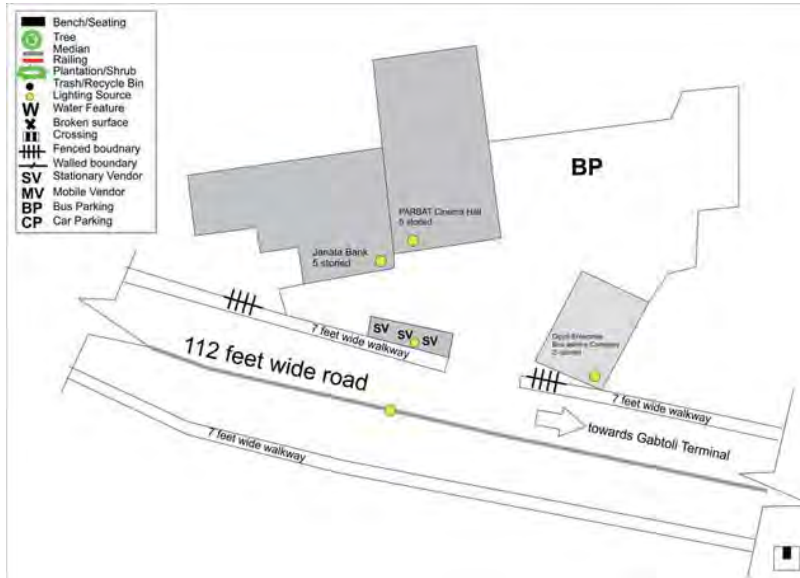 Bench/Seating
Tree
Median
Railing
Plantation/Shrub
Trash/Recycle Bin
Lighting Source
W Water Feature
Broken surface
Crossing
Fenced boudnary
Walled boundary
SV Stationary Vendor
MV Mobile Vendor
BP Bus Parking
CP Car Parking
BP
PARBAT Cinema Hall
5 storied
Janata Bank
5 storied
SV SV SV
7 feet wide walkway
112 feet wide road
7 feet wide walkway
towards Gabtoli Terminal
7 feet wide walkway